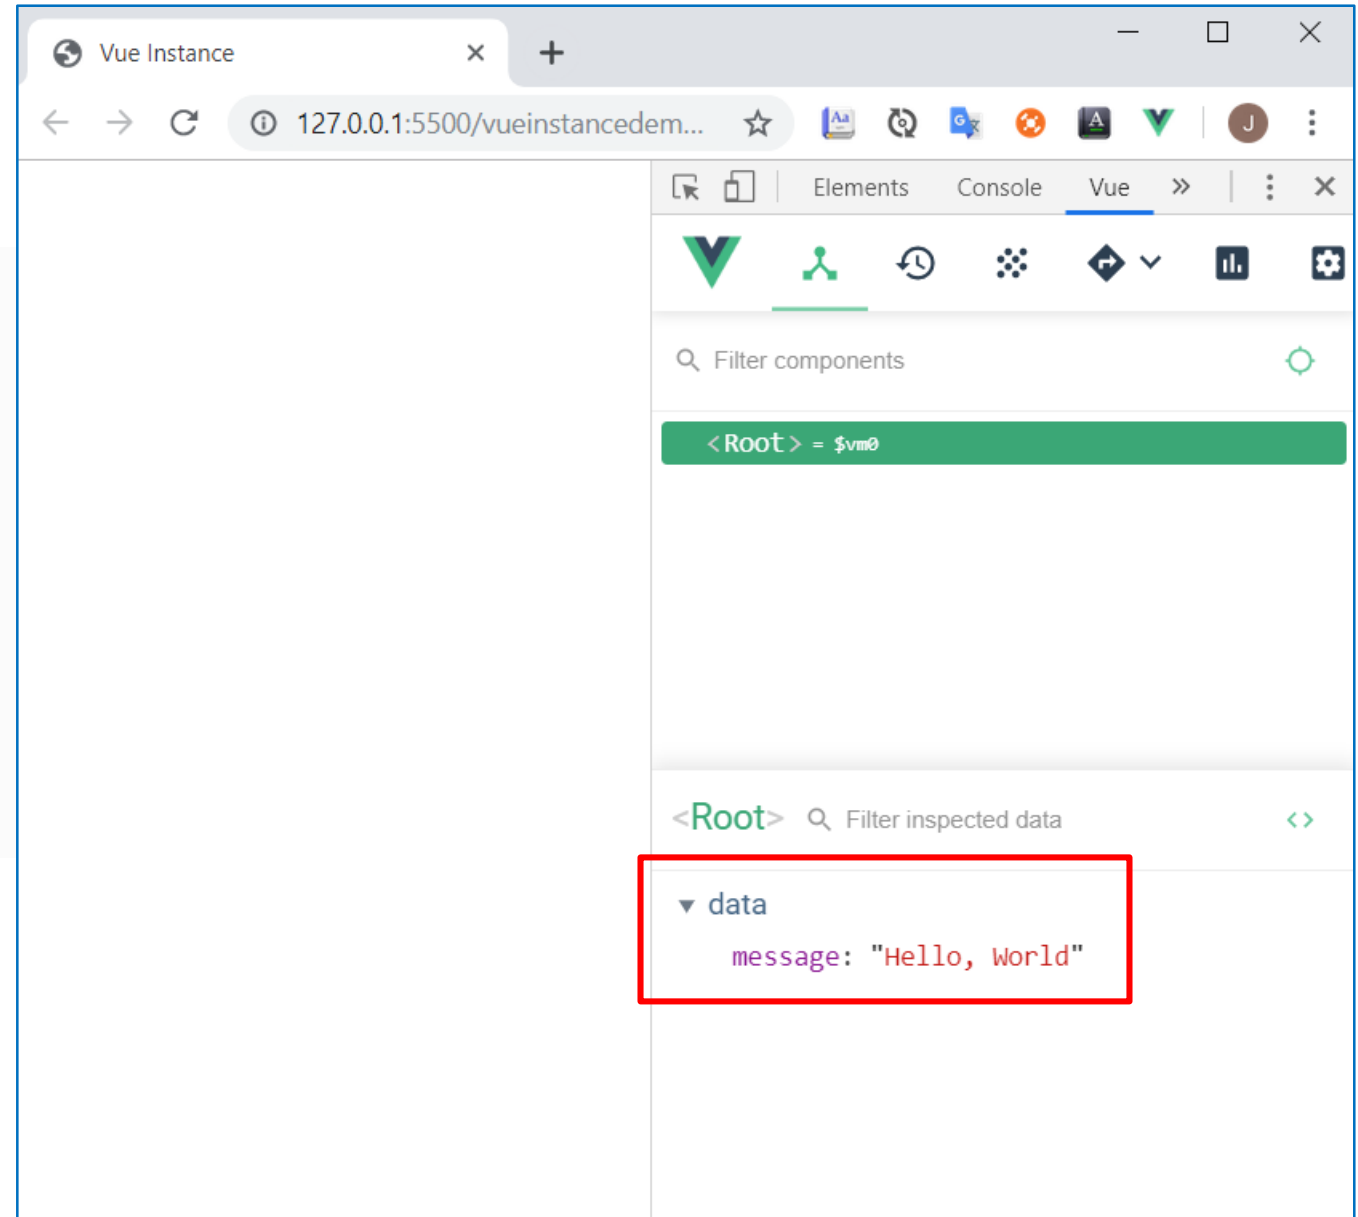 Vue Instance
127.0.0.1:5500/vueinstancedem...
J
Elements Console Vue
Filter components
<Root> = $vm0
<Root> Filter inspected data
data
message: "Hello, World"